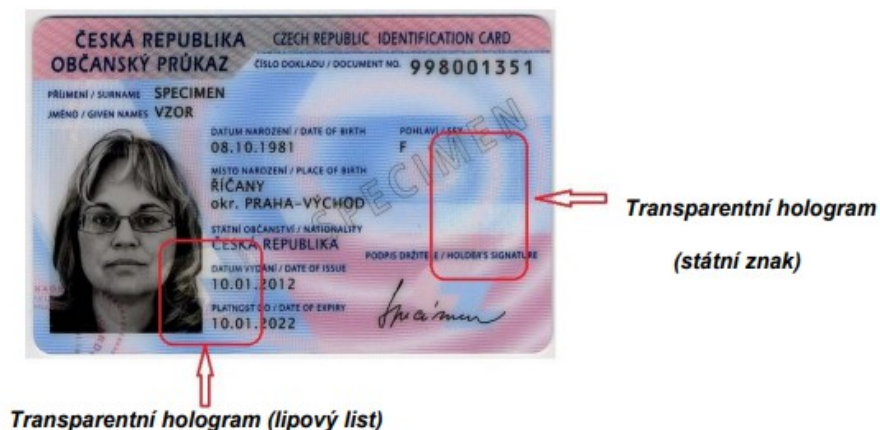 ČESKÁ REPUBLIKA CZECH REPUBLIC IDENTIFICATION CARD
OBČANSKÝ PRŮKAZ ČÍSLO DOKLADU / DOCUMENT NO. 998001351
PŘÍJMENÍ / SURNAME SPECIMEN
JMÉNO / GIVEN NAMES VZOR
DATUM NAROZENÍ / DATE OF BIRTH POHLAVÍ / SEX
08.10.1981 F
MÍSTO NAROZENÍ / PLACE OF BIRTH
ŘÍČANY
okr. PRAHA-VÝCHOD
STÁTNÍ OBČANSTVÍ / NATIONALITY
ČESKÁ REPUBLIKA
PODPIS DRŽITELE / HOLDER'S SIGNATURE
DATUM VYDÁNÍ / DATE OF ISSUE
10.01.2012
PLATNOST DO / DATE OF EXPIRY
10.01.2022
Specimen
SPECIMEN
Transparentní hologram
(státní znak)
Transparentní hologram (lipový list)